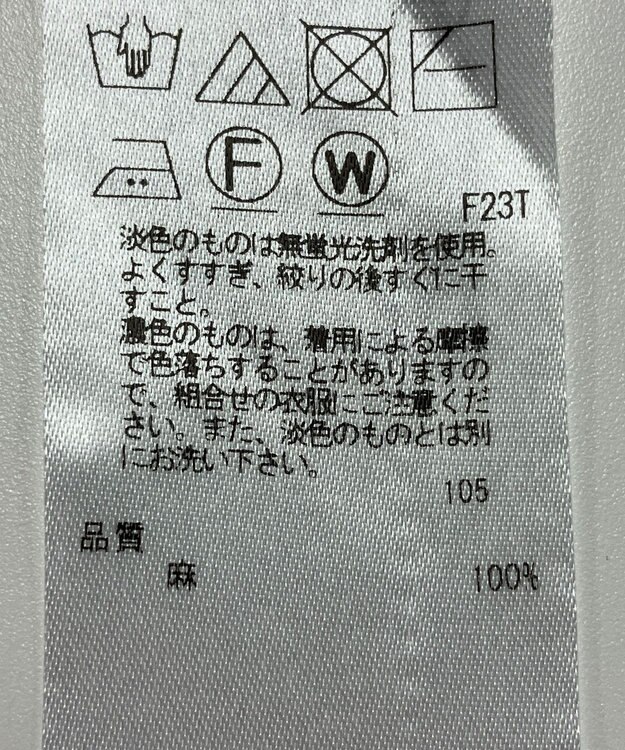 F W
F23T
淡色のものは無蛍光洗剤を使用。
よくすすぎ、絞りの後すぐに干
すこと。
濃色のものは、着用による摩擦
で色落ちすることがありますの
で、組合せの衣服にご注意くだ
さい。また、淡色のものとは別
にお洗い下さい。
105
品質
麻 100%